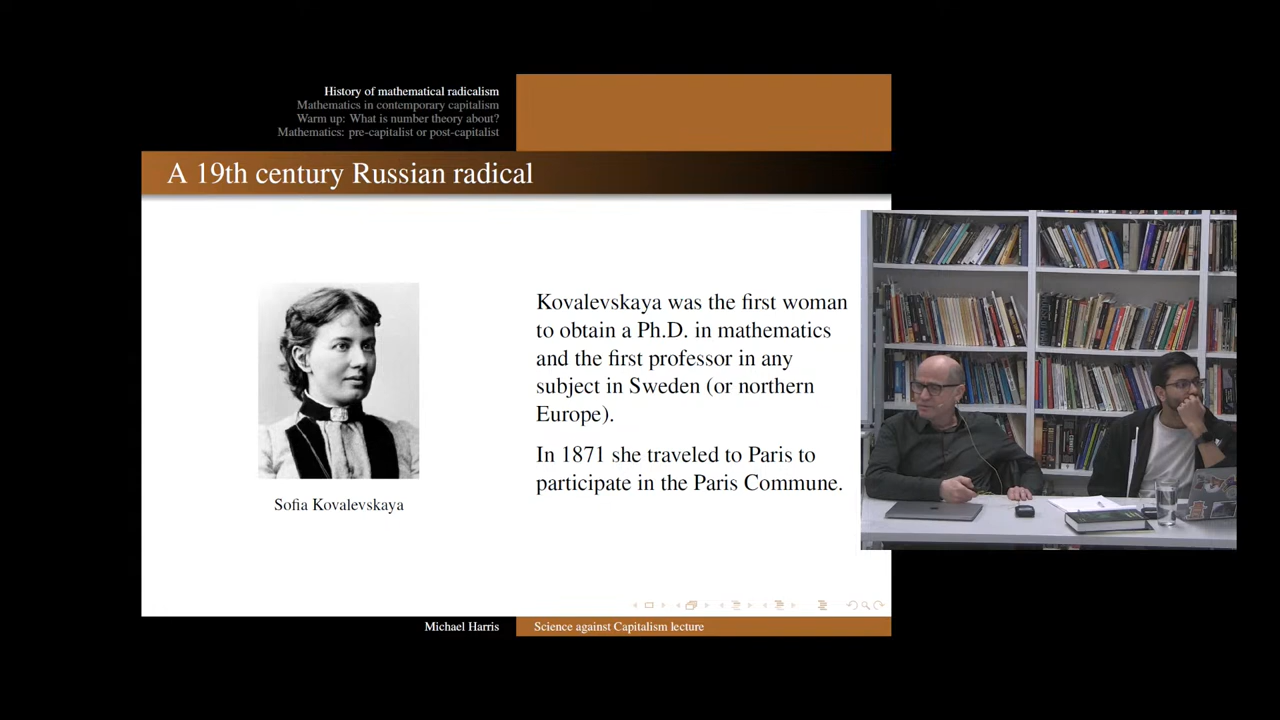 History of mathematical radicalism
Mathematics in contemporary capitalism
Warm up: What is number theory about?
Mathematics: pre-capitalist or post-capitalist
A 19th century Russian radical
Kovalevskaya was the first woman
to obtain a Ph.D. in mathematics
and the first professor in any
subject in Sweden (or northern
Europe).
In 1871 she traveled to Paris to
participate in the Paris Commune.
Sofia Kovalevskaya
Michael Harris
Science against Capitalism lecture